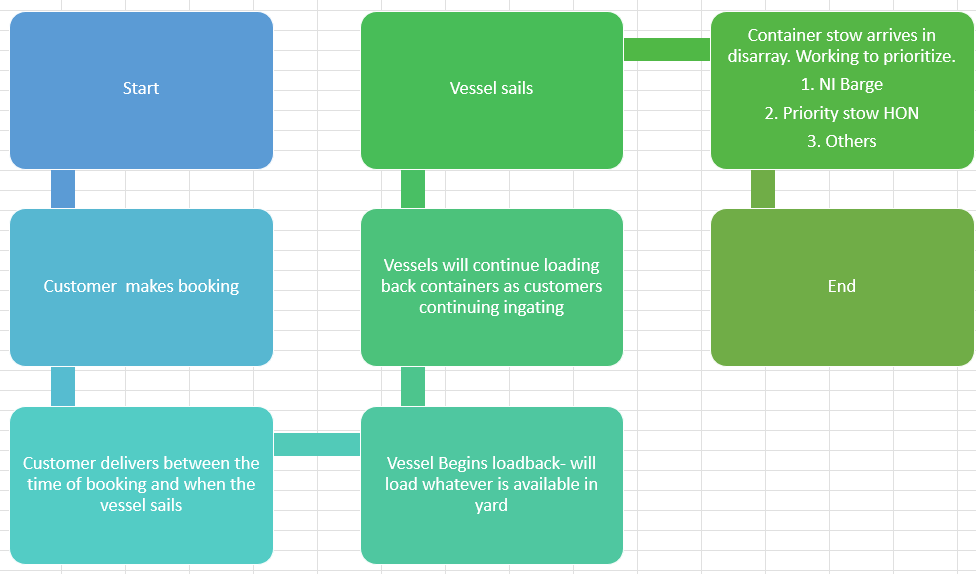 Start
Customer  makes booking
Customer delivers between the
time of booking and when the
vessel sails
Vessel Begins loadback- will
load whatever is available in
yard
Vessels will continue loading
back containers as customers
continuing ingating
Vessel sails
Container stow arrives in
disarray. Working to prioritize.
1. NI Barge
2. Priority stow HON
3. Others
End